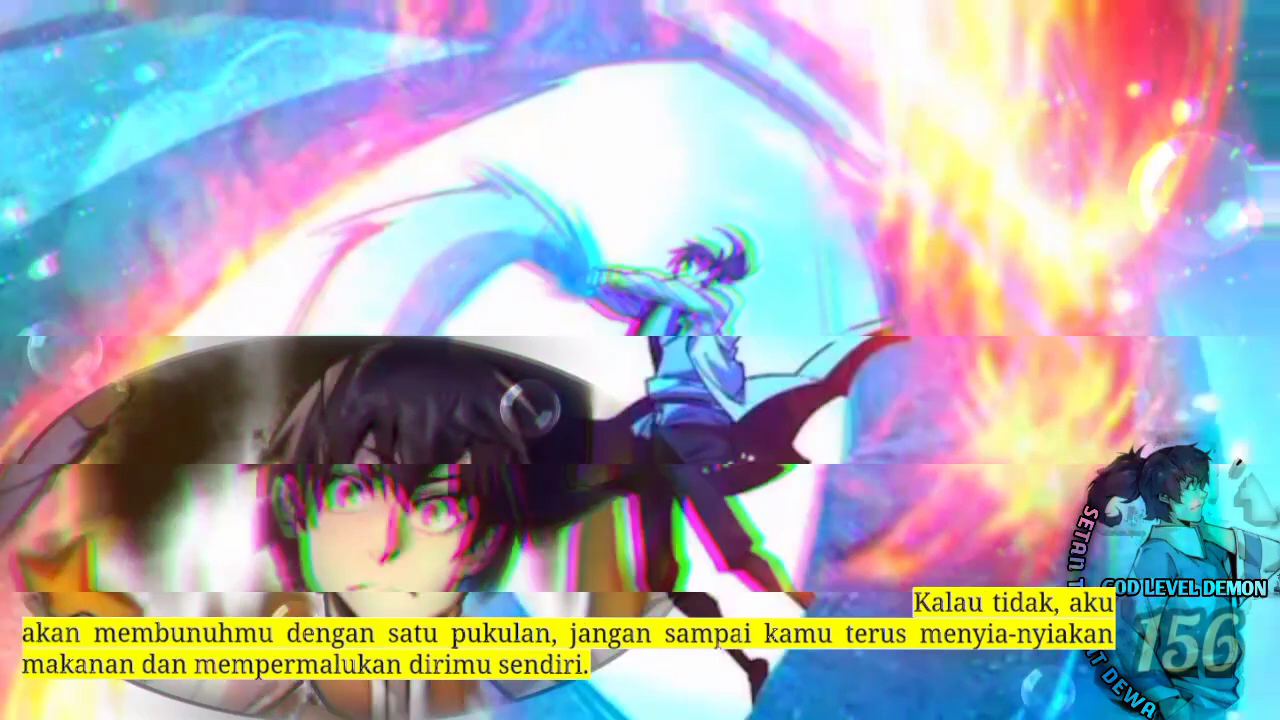 Kalau tidak, aku
akan membunuhmu dengan satu pukulan, jangan sampai kamu terus menyia-nyiakan
makanan dan mempermalukan dirimu sendiri.
SETAN T
GOD LEVEL DEMON
156
AT DEWA